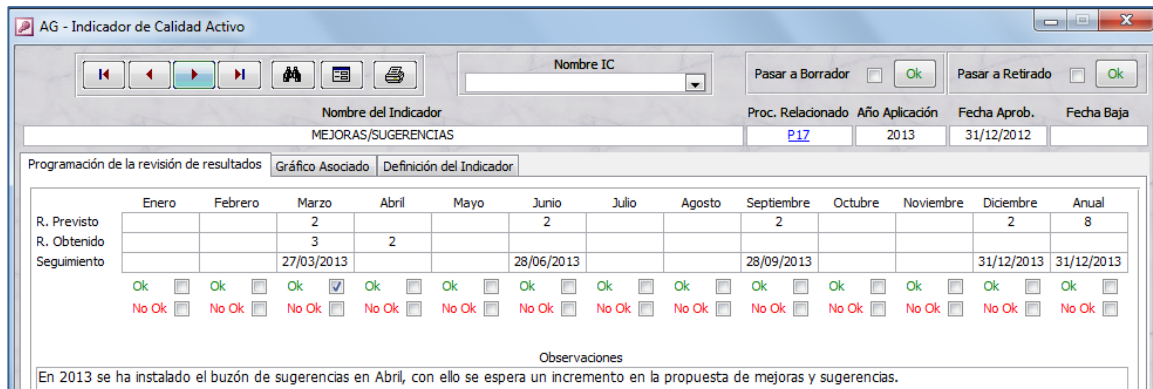 AG - Indicador de Calidad Activo
Nombre IC
Pasar a Borrador Ok
Pasar a Retirado Ok
Nombre del Indicador Proc. Relacionado Año Aplicación Fecha Aprob. Fecha Baja
MEJORAS/SUGERENCIAS P17 2013 31/12/2012
Programación de la revisión de resultados Gráfico Asociado Definición del Indicador
Enero Febrero Marzo Abril Mayo Junio Julio Agosto Septiembre Octubre Noviembre Diciembre Anual
R. Previsto 2 2 2 2 8
R. Obtenido 3 2
Seguimiento 27/03/2013 28/06/2013 28/09/2013 31/12/2013 31/12/2013
Ok Ok Ok Ok Ok Ok Ok Ok Ok Ok Ok Ok Ok
No Ok No Ok No Ok No Ok No Ok No Ok No Ok No Ok No Ok No Ok No Ok No Ok No Ok
Observaciones
En 2013 se ha instalado el buzón de sugerencias en Abril, con ello se espera un incremento en la propuesta de mejoras y sugerencias.